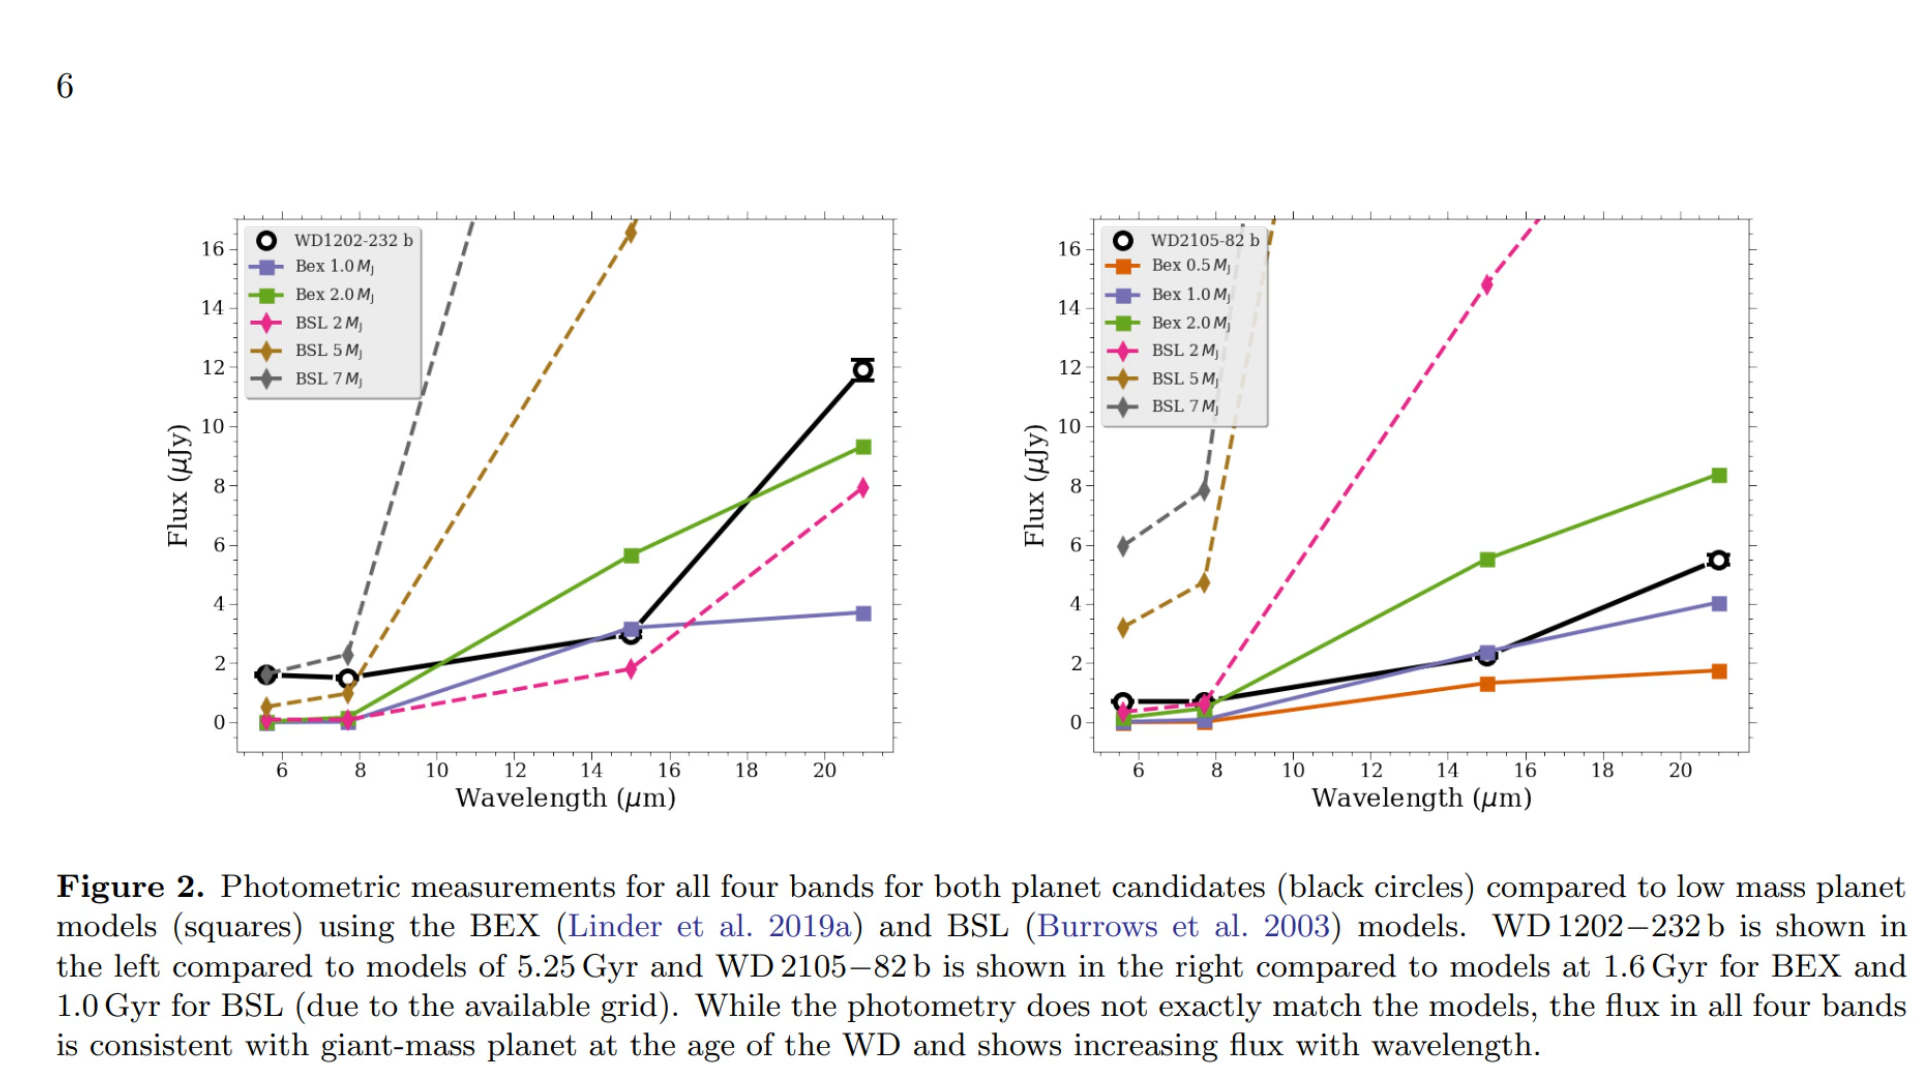 6
16
14
12
10
8
6
4
2
0
Flux (μJy)
WD1202-232 b
Bex 1.0 MJ
Bex 2.0 MJ
BSL 2 MJ
BSL 5 MJ
BSL 7 MJ
6 8 10 12 14 16 18 20
Wavelength (μm)
16
14
12
10
8
6
4
2
0
Flux (μJy)
WD2105-82 b
Bex 0.5 MJ
Bex 1.0 MJ
Bex 2.0 MJ
BSL 2 MJ
BSL 5 MJ
BSL 7 MJ
6 8 10 12 14 16 18 20
Wavelength (μm)
Figure 2. Photometric measurements for all four bands for both planet candidates (black circles) compared to low mass planet
models (squares) using the BEX (Linder et al. 2019a) and BSL (Burrows et al. 2003) models. WD 1202−232 b is shown in
the left compared to models of 5.25 Gyr and WD 2105−82 b is shown in the right compared to models at 1.6 Gyr for BEX and
1.0 Gyr for BSL (due to the available grid). While the photometry does not exactly match the models, the flux in all four bands
is consistent with giant-mass planet at the age of the WD and shows increasing flux with wavelength.